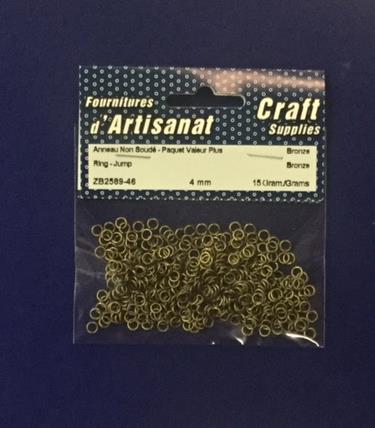 Fournitures
d'Artisanat
Craft
Supplies
Anneau Non Soudé - Paquet Valeur Plus Bronze
Ring - Jump Bronze
ZB2589-46 4 mm 15 Gram/Grams